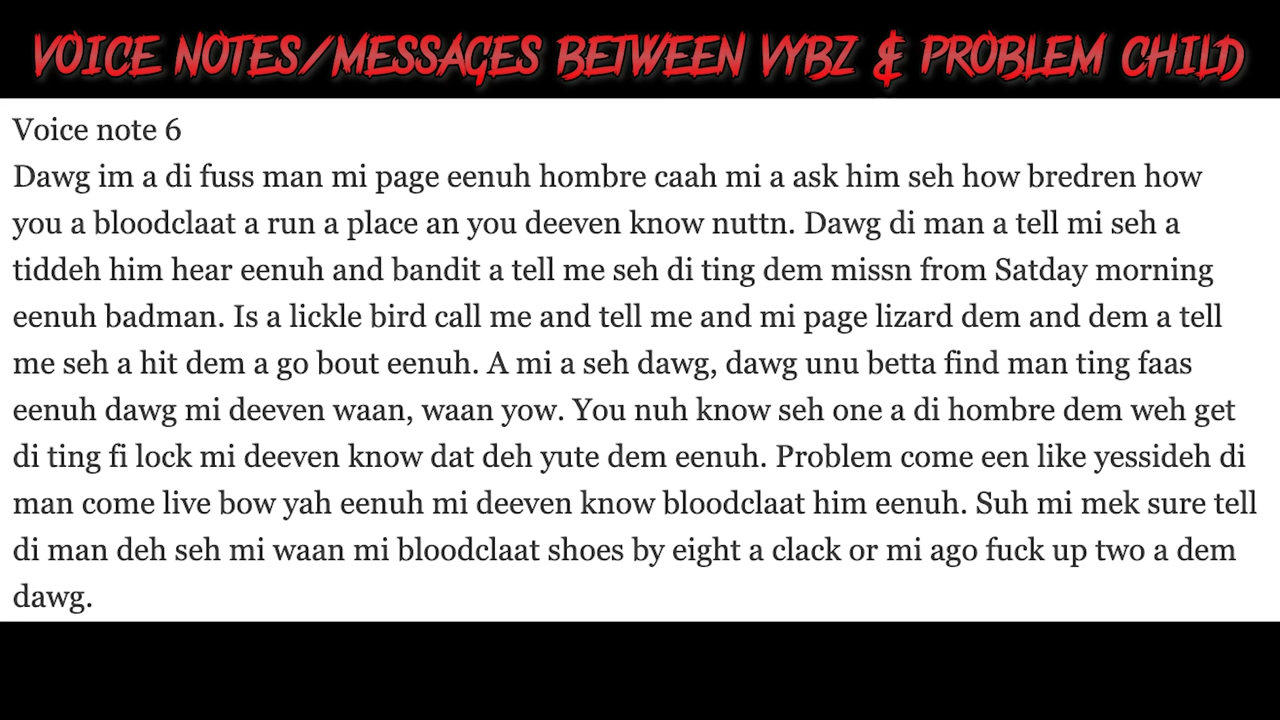 VOICE NOTES/MESSAGES BETWEEN VYBZ & PROBLEM CHILD
Voice note 6
Dawg im a di fuss man mi page eenuh hombre caah mi a ask him seh how bredren how
you a bloodclaat a run a place an you deeven know nuttn. Dawg di man a tell mi seh a
tiddeh him hear eenuh and bandit a tell me seh di ting dem missn from Satday morning
eenuh badman. Is a lickle bird call me and tell me and mi page lizard dem and dem a tell
me seh a hit dem a go bout eenuh. A mi a seh dawg, dawg unu betta find man ting faas
eenuh dawg mi deeven waan, waan yow. You nuh know seh one a di hombre dem weh get
di ting fi lock mi deeven know dat deh yute dem eenuh. Problem come een like yessideh di
man come live bow yah eenuh mi deeven know bloodclaat him eenuh. Suh mi mek sure tell
di man deh seh mi waan mi bloodclaat shoes by eight a clack or mi ago fuck up two a dem
dawg.